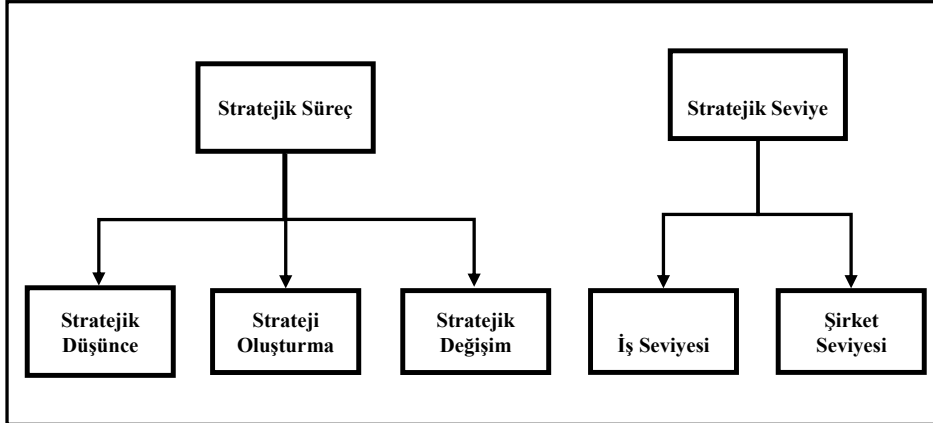 Stratejik Süreç
Stratejik Seviye
Stratejik
Düşünce
Strateji
Oluşturma
Stratejik
Değişim
İş Seviyesi
Şirket
Seviyesi